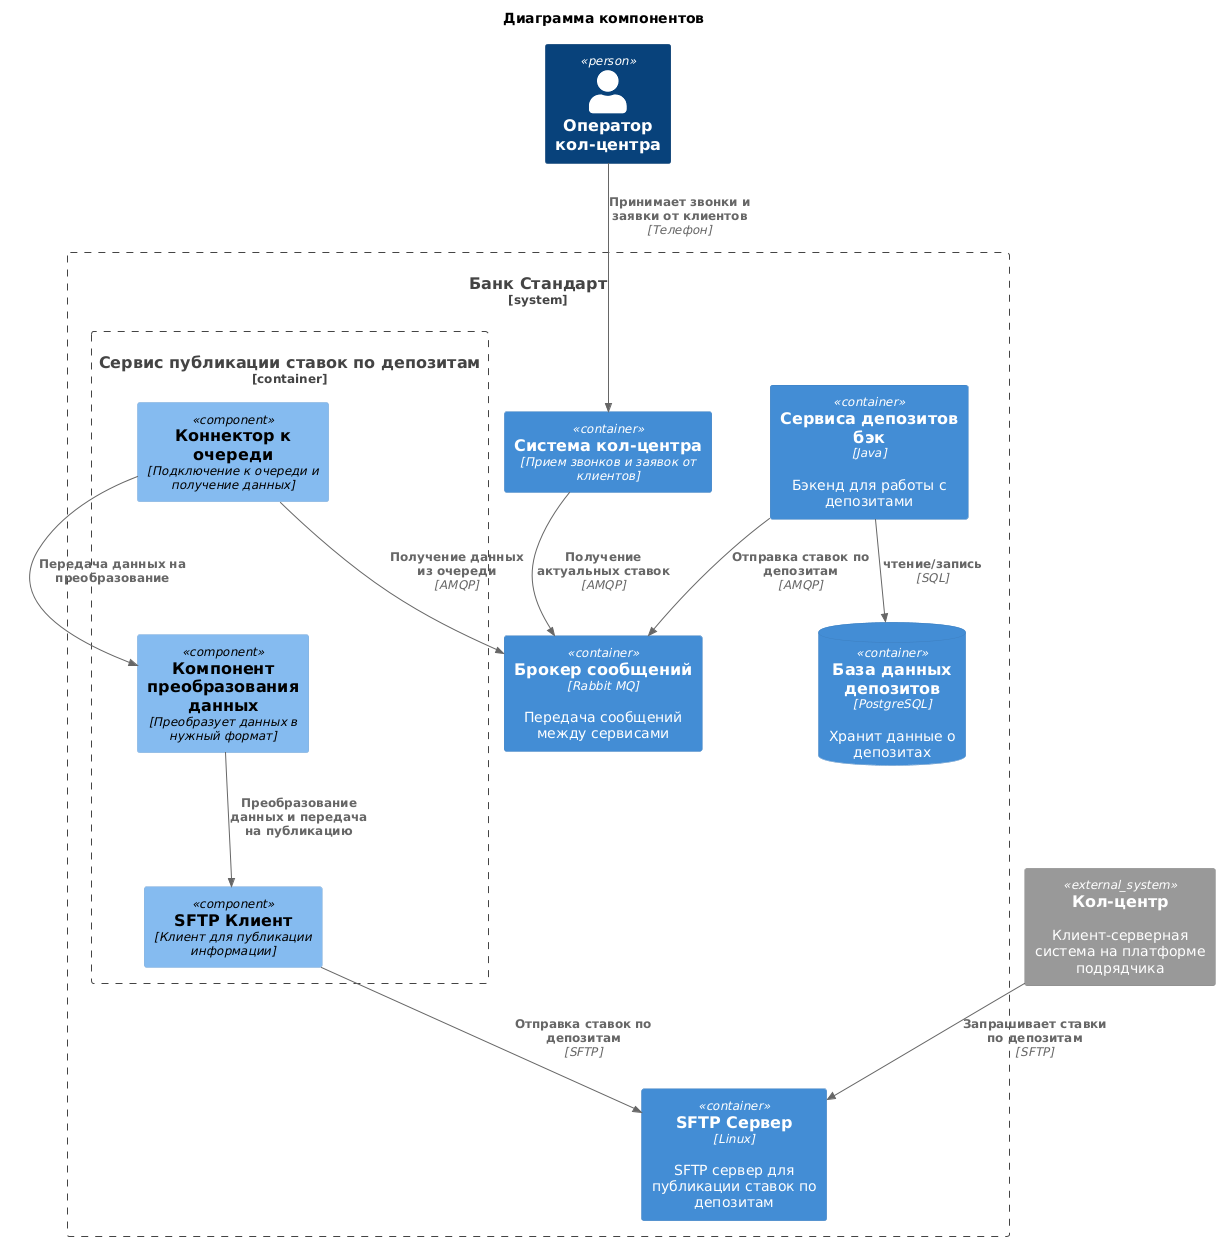 Диаграмма компонентов
«person»
Оператор
кол-центра
Принимает звонки и
заявки от клиентов
[Телефон]
Банк Стандарт
[system]
Сервис публикации ставок по депозитам
[container]
«component»
Коннектор к
очереди
[Подключение к очереди и
получение данных]
«container»
Система кол-центра
[Прием звонков и заявок от
клиентов]
«container»
Сервиса депозитов
бэк
[Java]
Бэкенд для работы с
депозитами
Передача данных на
преобразование
Получение данных
из очереди
[AMQP]
Получение
актуальных ставок
[AMQP]
Отправка ставок по
депозитам
[AMQP]
чтение/запись
[SQL]
«component»
Компонент
преобразования
данных
[Преобразует данных в
нужный формат]
«container»
Брокер сообщений
[Rabbit MQ]
Передача сообщений
между сервисами
«container»
База данных
депозитов
[PostgreSQL]
Хранит данные о
депозитах
Преобразование
данных и передача
на публикацию
«component»
SFTP Клиент
[Клиент для публикации
информации]
«external_system»
Кол-центр
Клиент-серверная
система на платформе
подрядчика
Отправка ставок по
депозитам
[SFTP]
Запрашивает ставки
по депозитам
[SFTP]
«container»
SFTP Сервер
[Linux]
SFTP сервер для
публикации ставок по
депозитам